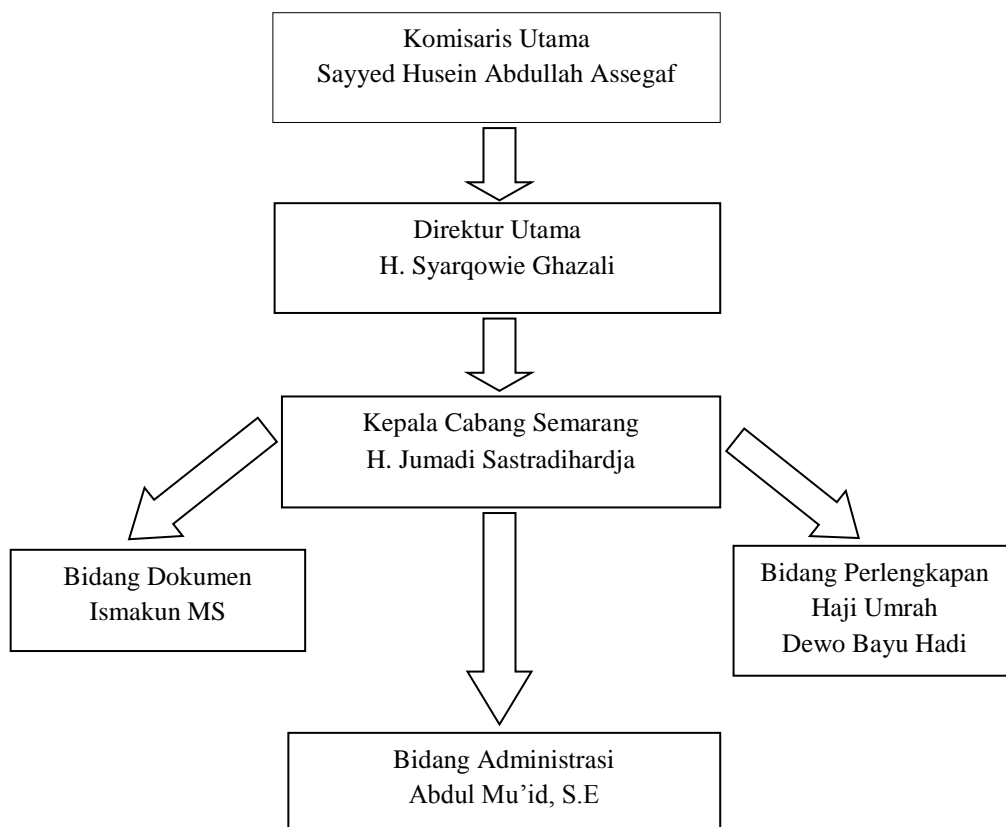 Komisaris Utama
Sayyed Husein Abdullah Assegaf
Direktur Utama
H. Syarqowie Ghazali
Kepala Cabang Semarang
H. Jumadi Sastradihardja
Bidang Dokumen
Ismakun MS
Bidang Perlengkapan
Haji Umrah
Dewo Bayu Hadi
Bidang Administrasi
Abdul Mu’id, S.E